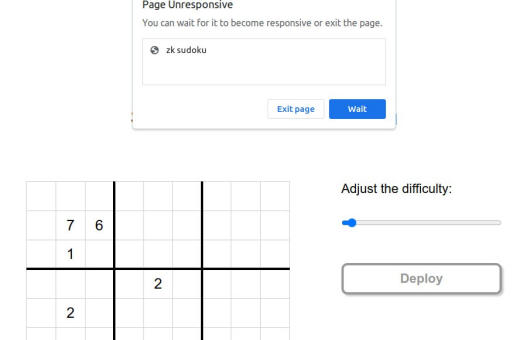 Page Unresponsive
You can wait for it to become responsive or exit the page.
zk sudoku
Exit page Wait
Adjust the difficulty:
7 6
1
2
Deploy
2